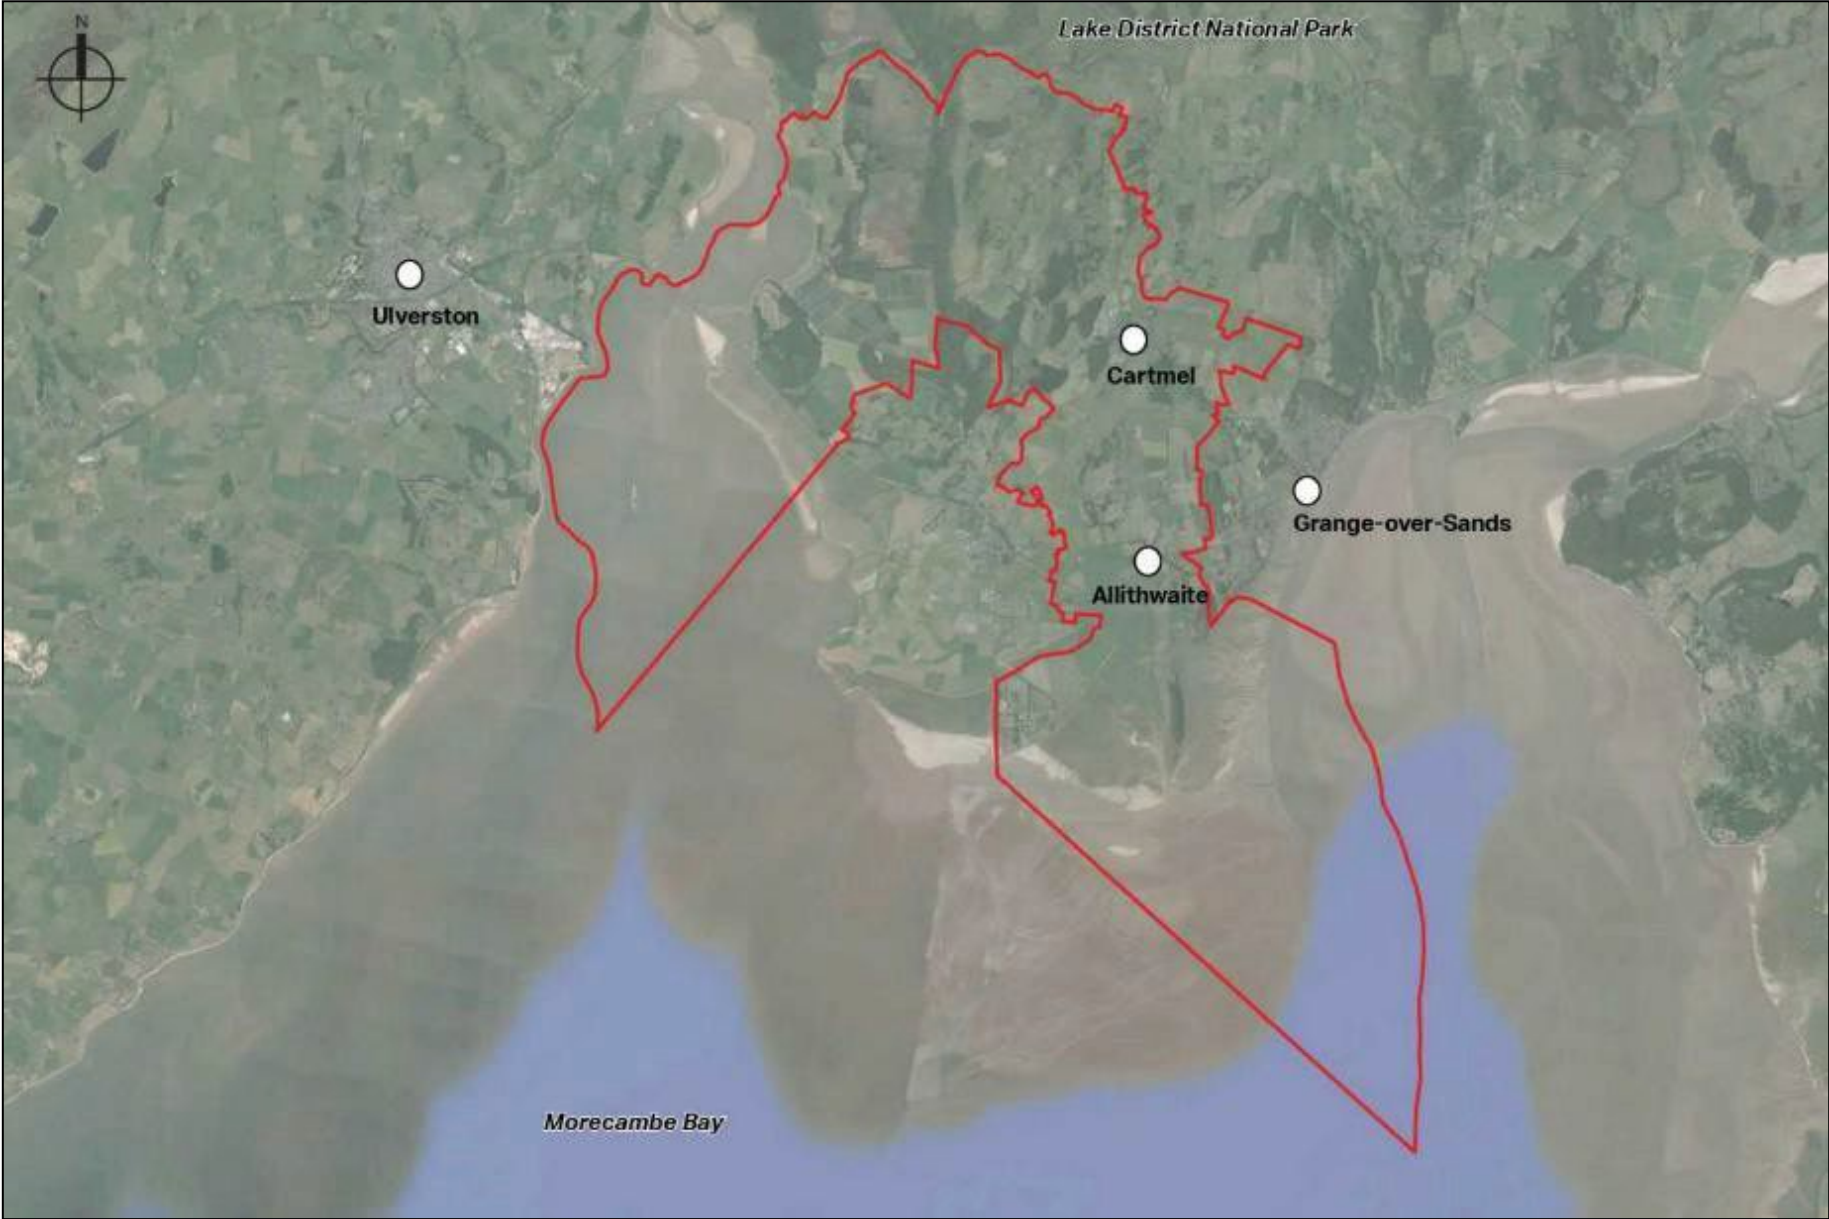 N
Lake District National Park
Ulverston
Cartmel
Grange-over-Sands
Allithwaite
Morecambe Bay